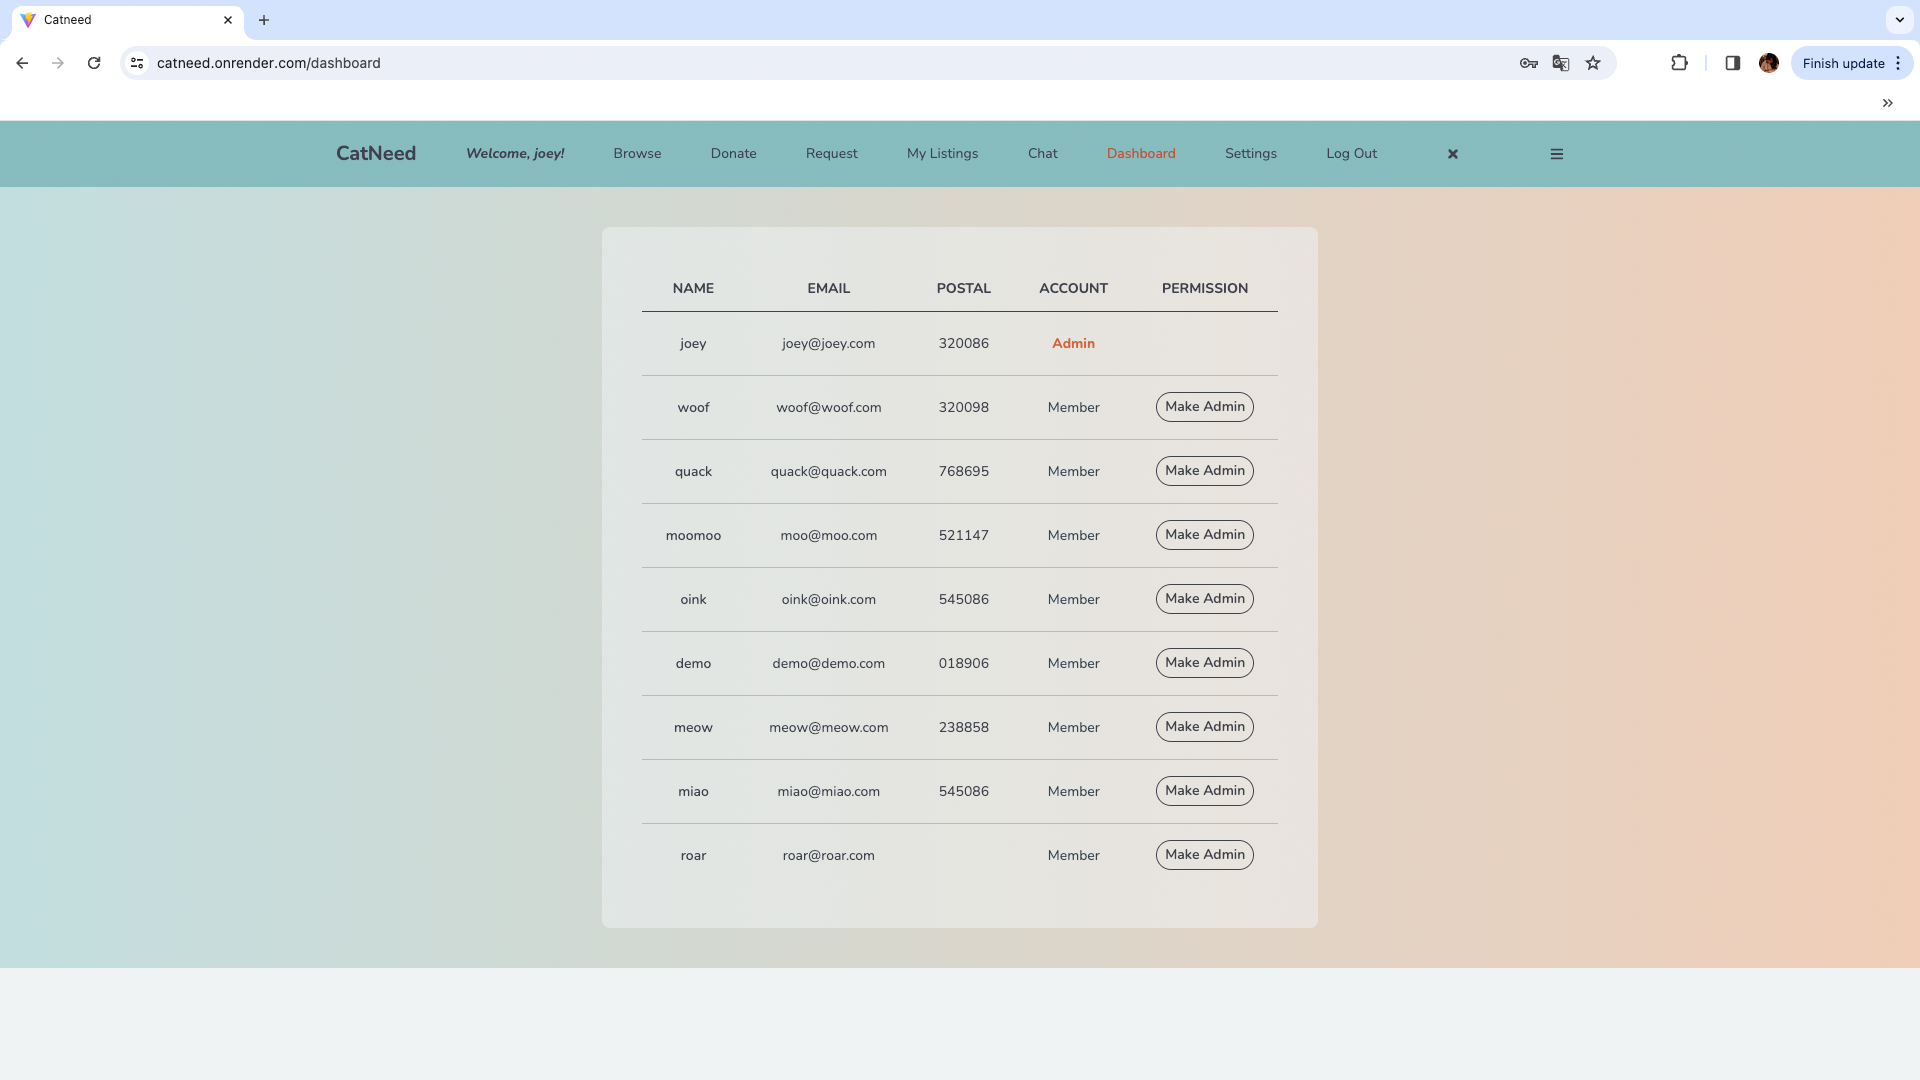 Catneed
catneed.onrender.com/dashboard
Finish update
CatNeed Welcome, joey! Browse Donate Request My Listings Chat Dashboard Settings Log Out
NAME EMAIL POSTAL ACCOUNT PERMISSION
joey joey@joey.com 320086 Admin
woof woof@woof.com 320098 Member Make Admin
quack quack@quack.com 768695 Member Make Admin
moomoo moo@moo.com 521147 Member Make Admin
oink oink@oink.com 545086 Member Make Admin
demo demo@demo.com 018906 Member Make Admin
meow meow@meow.com 238858 Member Make Admin
miao miao@miao.com 545086 Member Make Admin
roar roar@roar.com Member Make Admin